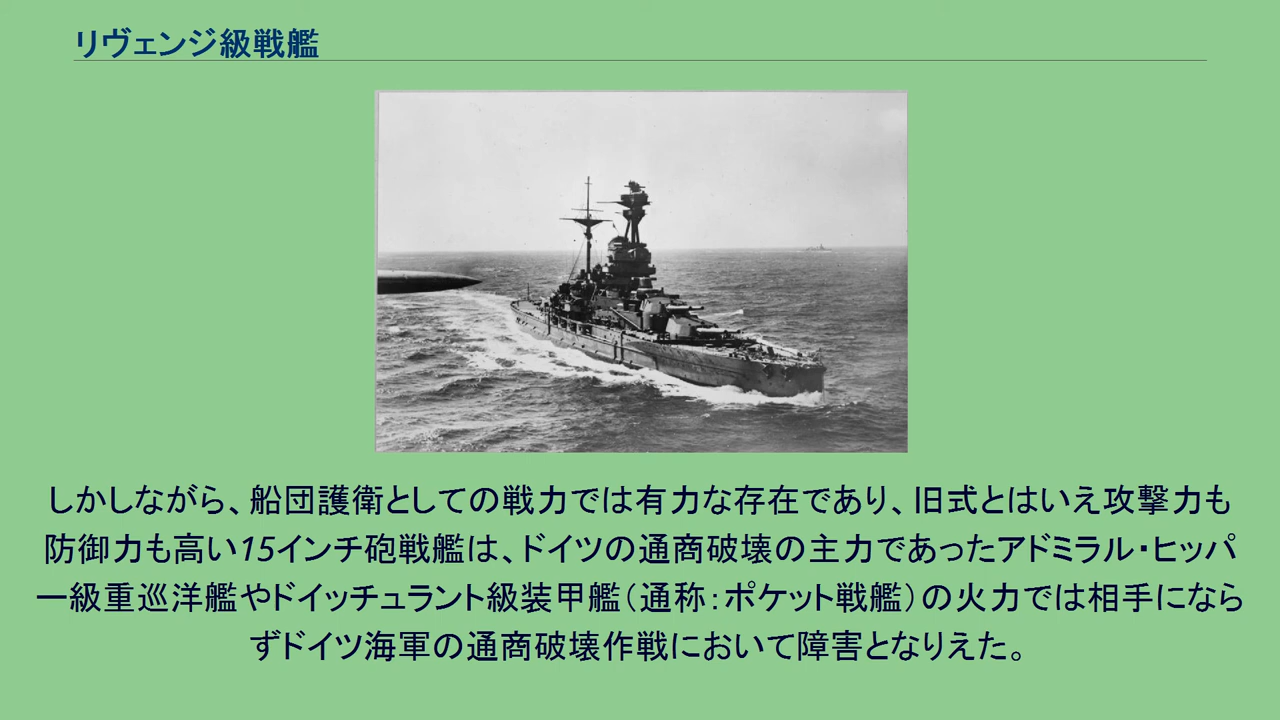 リヴェンジ級戦艦
しかしながら、船団護衛としての戦力では有力な存在であり、旧式とはいえ攻撃力も
防御力も高い15インチ砲戦艦は、ドイツの通商破壊の主力であったアドミラル・ヒッパ
ー級重巡洋艦やドイッチュラント級装甲艦（通称：ポケット戦艦）の火力では相手になら
ずドイツ海軍の通商破壊作戦において障害となりえた。